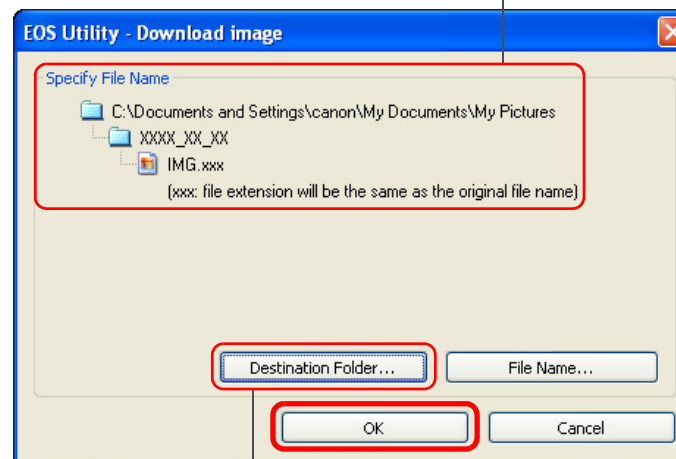 EOS Utility - Download image
Specify File Name
C:\Documents and Settings\canon\My Documents\My Pictures
XXXX_XX_XX
IMG.xxx
(xxx: file extension will be the same as the original file name)
Destination Folder... File Name...
OK Cancel